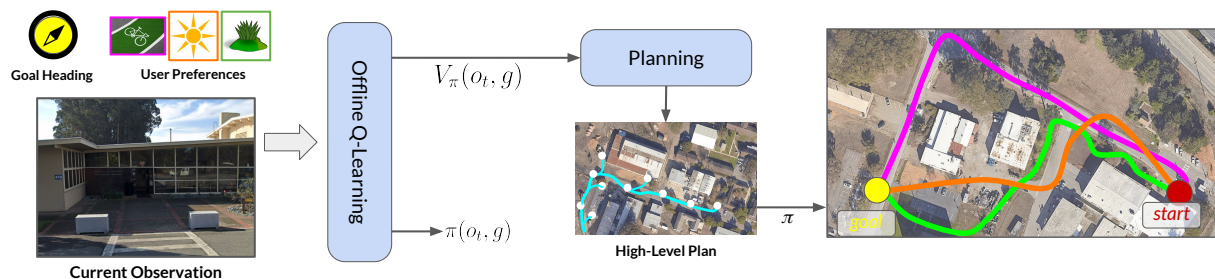 Goal Heading
User Preferences
Current Observation
Offline Q-Learning
V_π(o_t, g)
π(o_t, g)
Planning
High-Level Plan
π
goal
start